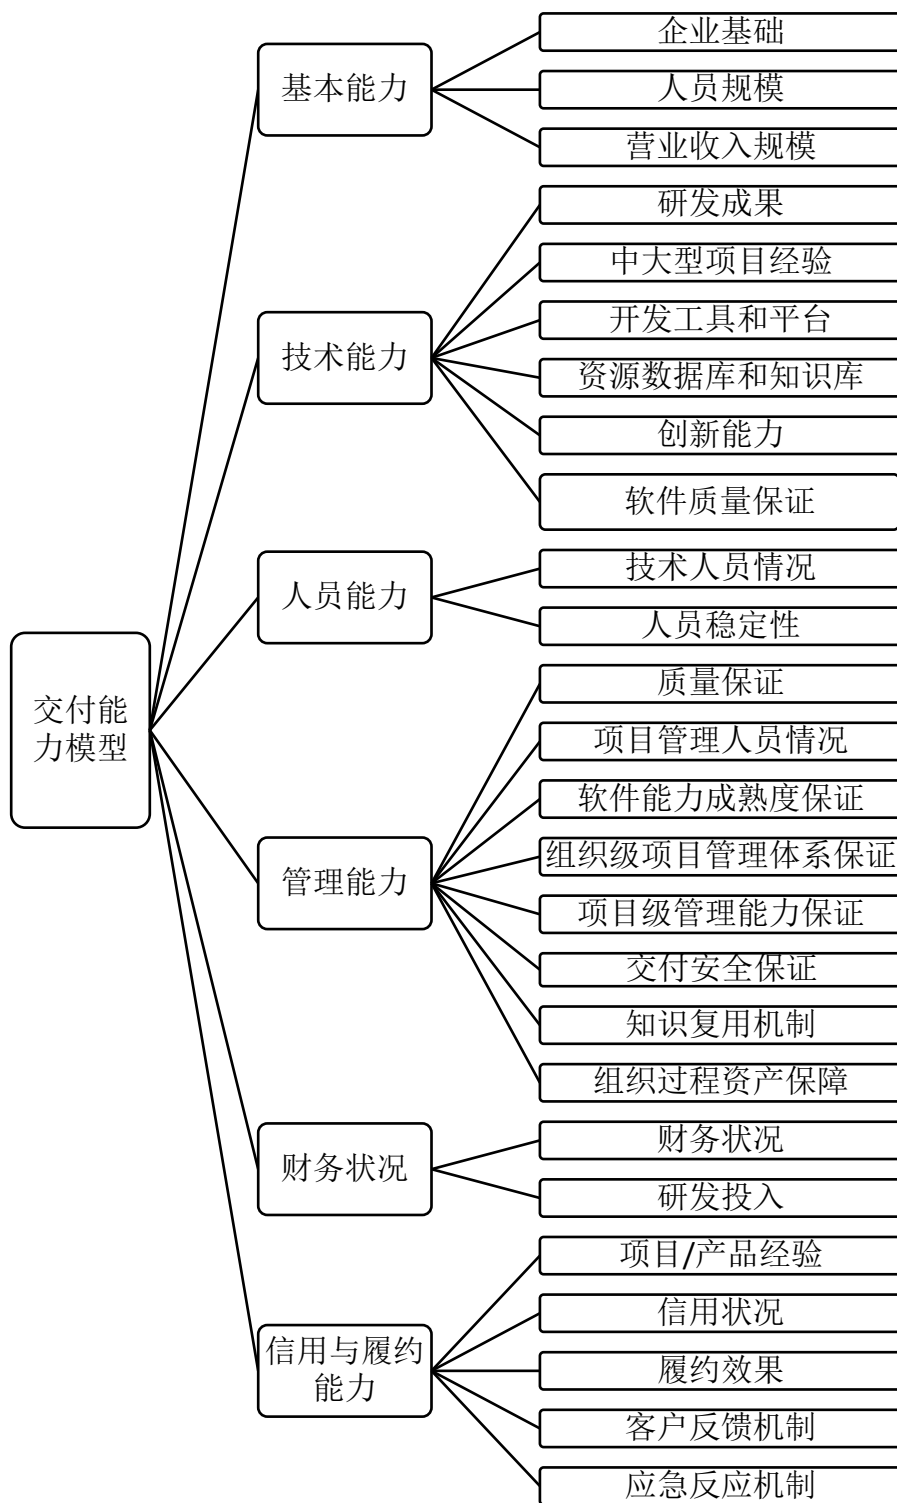 交付能
力模型
基本能力
企业基础
人员规模
营业收入规模
技术能力
研发成果
中大型项目经验
开发工具和平台
资源数据库和知识库
创新能力
软件质量保证
人员能力
技术人员情况
人员稳定性
管理能力
质量保证
项目管理人员情况
软件能力成熟度保证
组织级项目管理体系保证
项目级管理能力保证
交付安全保证
知识复用机制
组织过程资产保障
财务状况
财务状况
研发投入
信用与履约
能力
项目/产品经验
信用状况
履约效果
客户反馈机制
应急反应机制